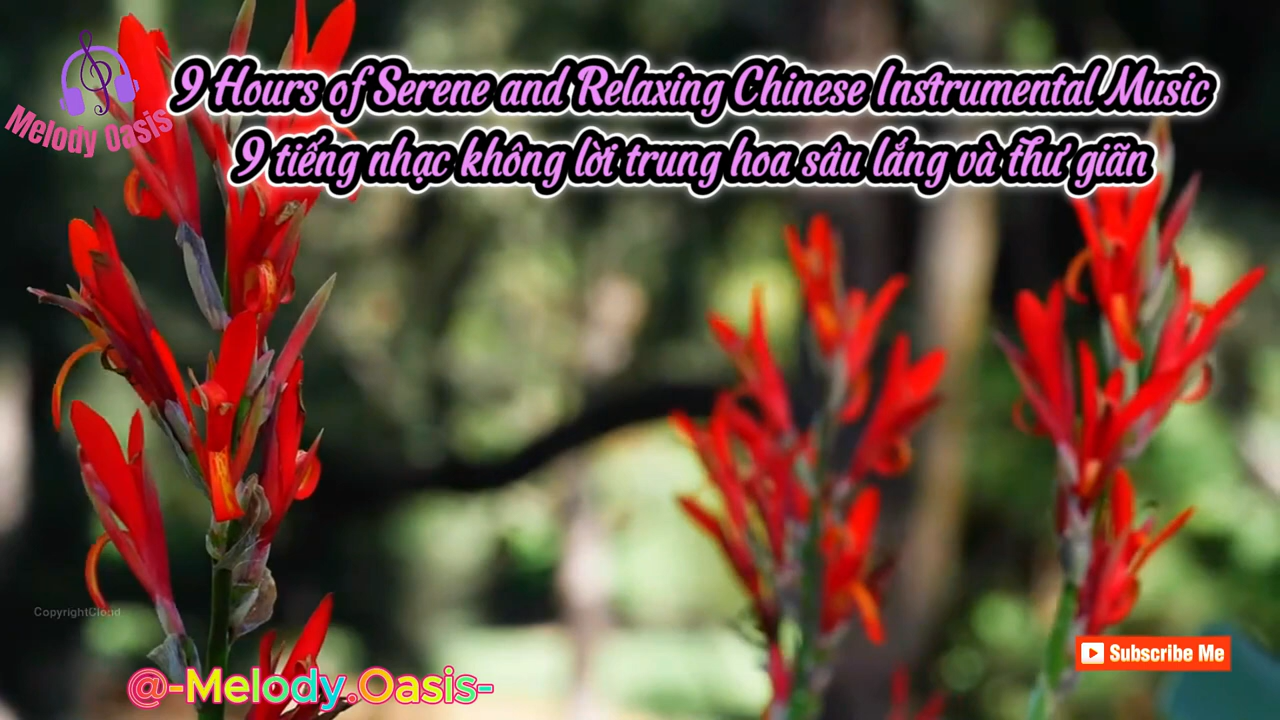 9 Hours of Serene and Relaxing Chinese Instrumental Music
Melody Oasis
9 tiếng nhạc không lời trung hoa sâu lắng và thư giãn
CopyrightCloud
Subscribe Me
@-Melody.Oasis-